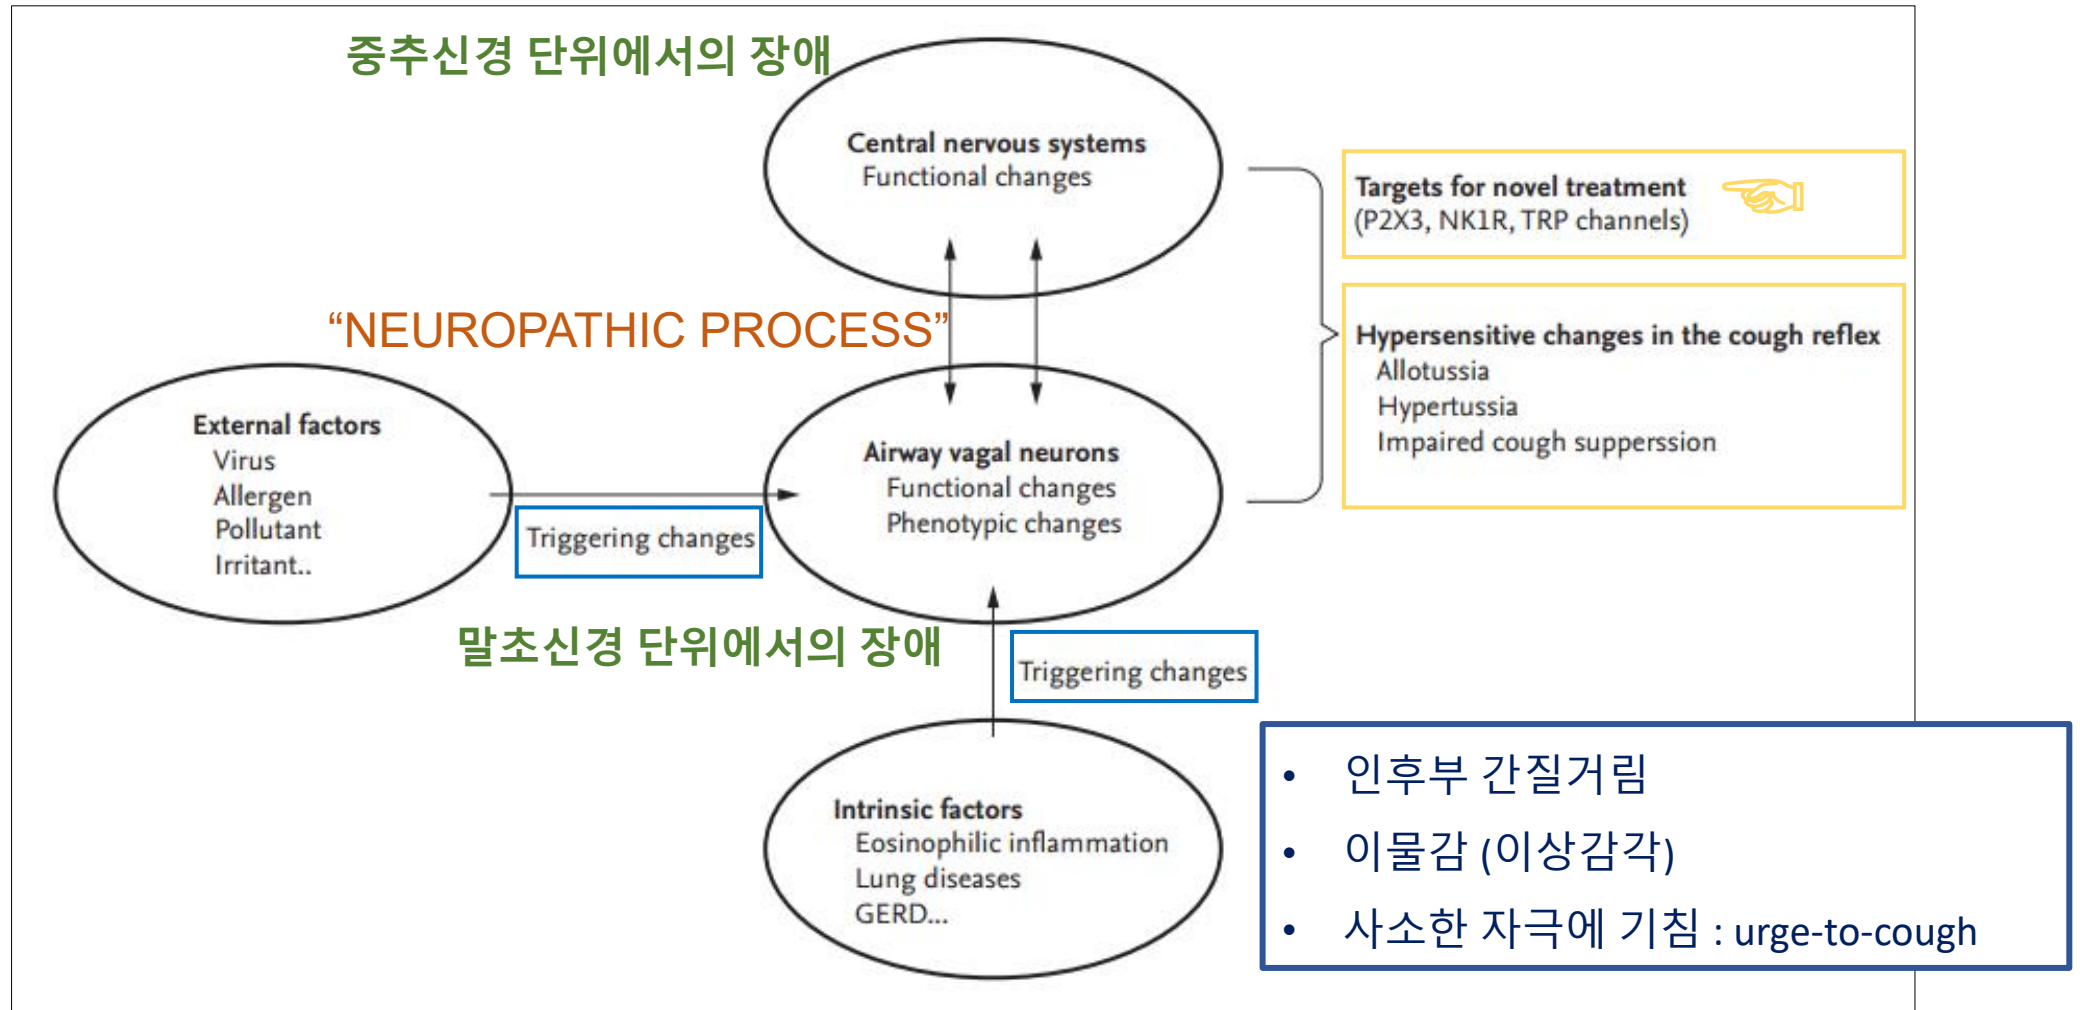 중추신경 단위에서의 장애
Central nervous systems
Functional changes
Targets for novel treatment
(P2X3, NK1R, TRP channels)
“NEUROPATHIC PROCESS”
Hypersensitive changes in the cough reflex
Allotussia
Hypertussia
Impaired cough supperssion
External factors
Virus
Allergen
Pollutant
Irritant..
Triggering changes
Airway vagal neurons
Functional changes
Phenotypic changes
말초신경 단위에서의 장애
Triggering changes
Intrinsic factors
Eosinophilic inflammation
Lung diseases
GERD...
• 인후부 간질거림
• 이물감 (이상감각)
• 사소한 자극에 기침 : urge-to-cough